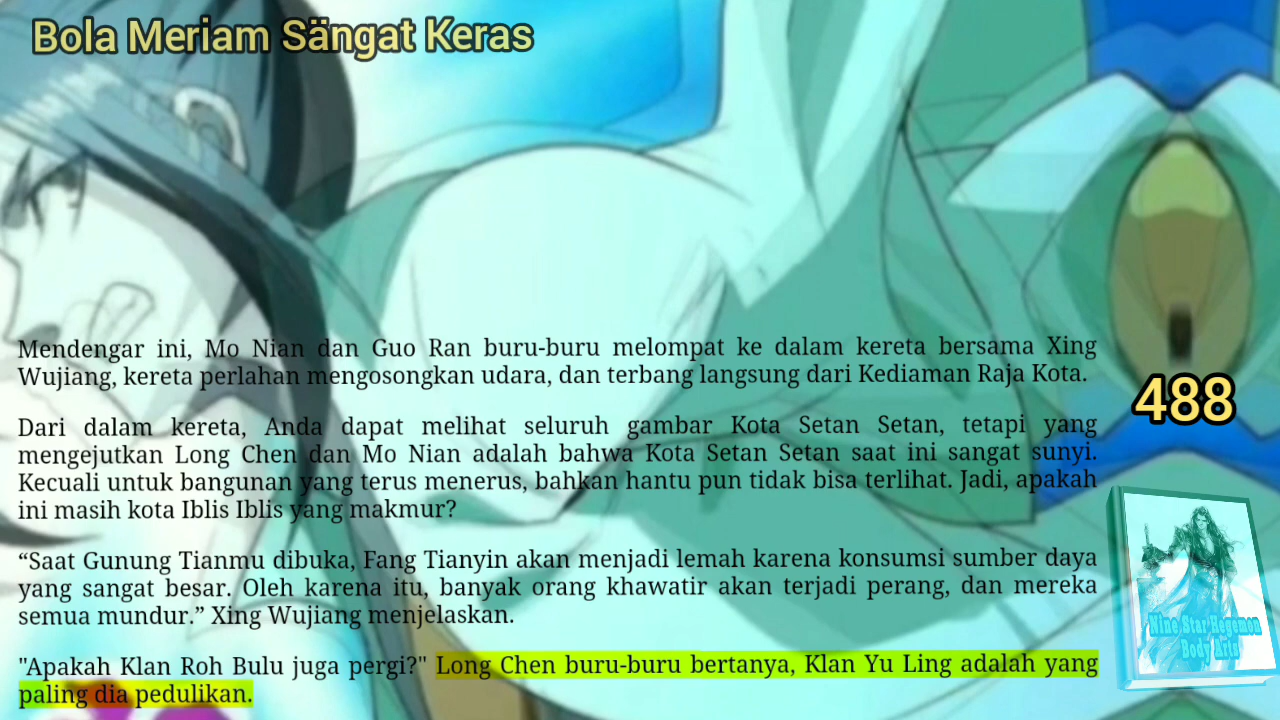 Bola Meriam Sängat Keras
Mendengar ini, Mo Nian dan Guo Ran buru-buru melompat ke dalam kereta bersama Xing
Wujiang, kereta perlahan mengosongkan udara, dan terbang langsung dari Kediaman Raja Kota.
Dari dalam kereta, Anda dapat melihat seluruh gambar Kota Setan Setan, tetapi yang
mengejutkan Long Chen dan Mo Nian adalah bahwa Kota Setan Setan saat ini sangat sunyi.
Kecuali untuk bangunan yang terus menerus, bahkan hantu pun tidak bisa terlihat. Jadi, apakah
ini masih kota Iblis Iblis yang makmur?
“Saat Gunung Tianmu dibuka, Fang Tianyin akan menjadi lemah karena konsumsi sumber daya
yang sangat besar. Oleh karena itu, banyak orang khawatir akan terjadi perang, dan mereka
semua mundur.” Xing Wujiang menjelaskan.
"Apakah Klan Roh Bulu juga pergi?" Long Chen buru-buru bertanya, Klan Yu Ling adalah yang
paling dia pedulikan.
488
Nine Star Hegemon
Body Arts